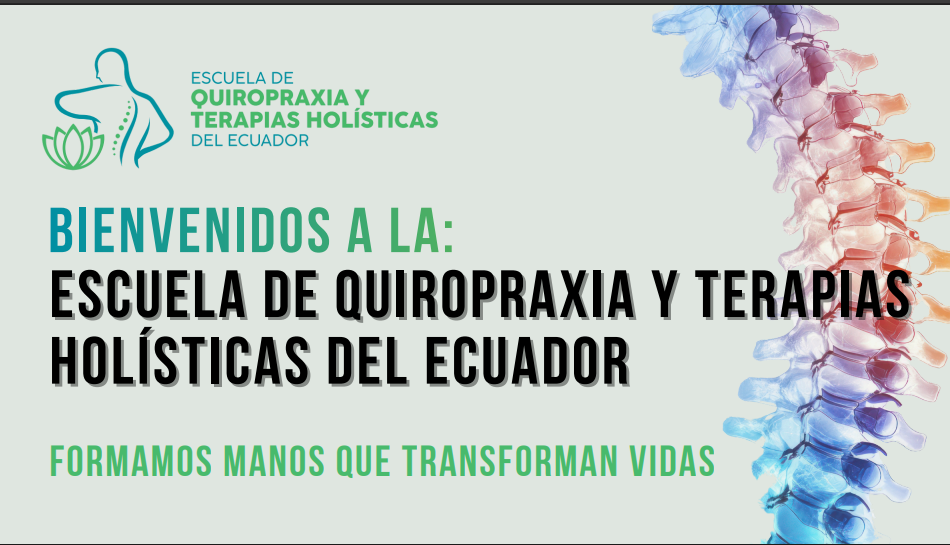 ESCUELA DE
QUIROPRAXIA Y
TERAPIAS HOLÍSTICAS
DEL ECUADOR
BIENVENIDOS A LA:
ESCUELA DE QUIROPRAXIA Y TERAPIAS
HOLÍSTICAS DEL ECUADOR
FORMAMOS MANOS QUE TRANSFORMAN VIDAS